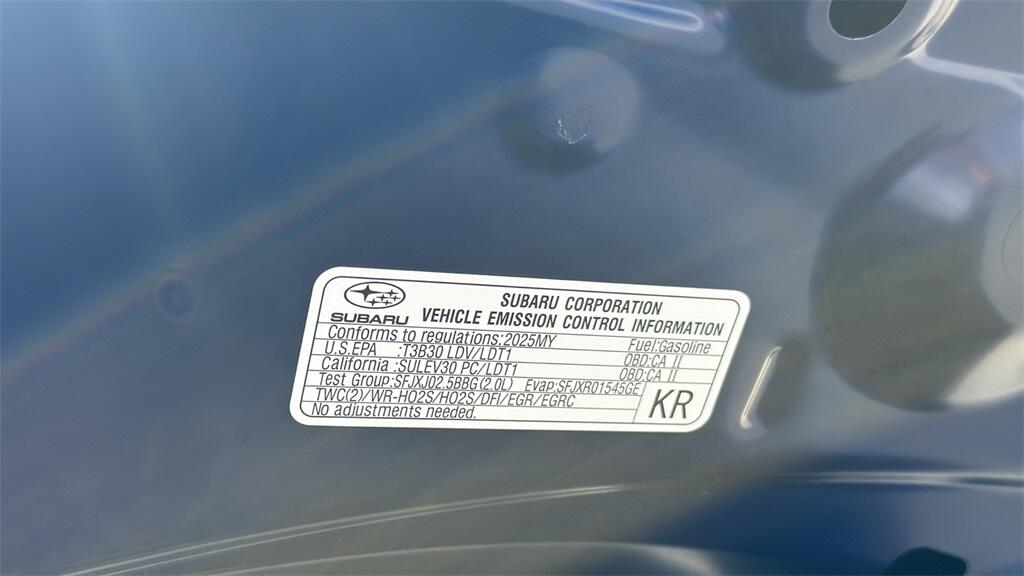 SUBARU
SUBARU CORPORATION
VEHICLE EMISSION CONTROL INFORMATION
Conforms to regulations:2025MY Fuel:Gasoline
U.S.EPA :T3B30 LDV/LDT1 OBD:CA II
California :SULEV30 PC/LDT1 OBD:CA II
Test Group:SFJXJ02.5BBG(2.0L) Evap:SFJXR01545GE
TWC(2)/WR-HO2S/HO2S/DFI/EGR/EGRC
No adjustments needed.
KR